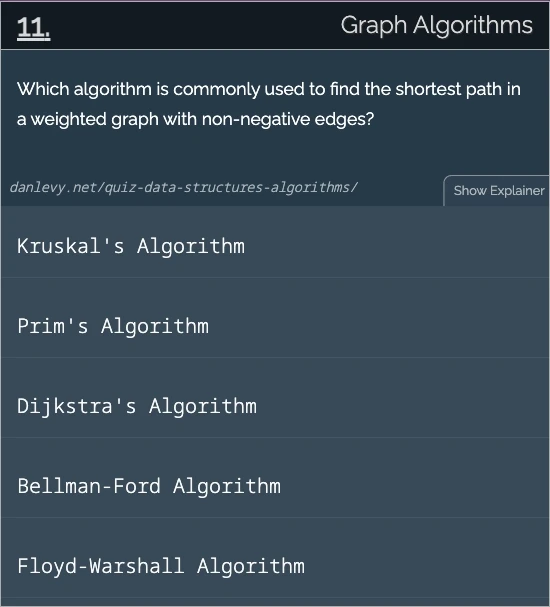 11.
Graph Algorithms
Which algorithm is commonly used to find the shortest path in
a weighted graph with non-negative edges?
danlevy.net/quiz-data-structures-algorithms/
Show Explainer
Kruskal's Algorithm
Prim's Algorithm
Dijkstra's Algorithm
Bellman-Ford Algorithm
Floyd-Warshall Algorithm